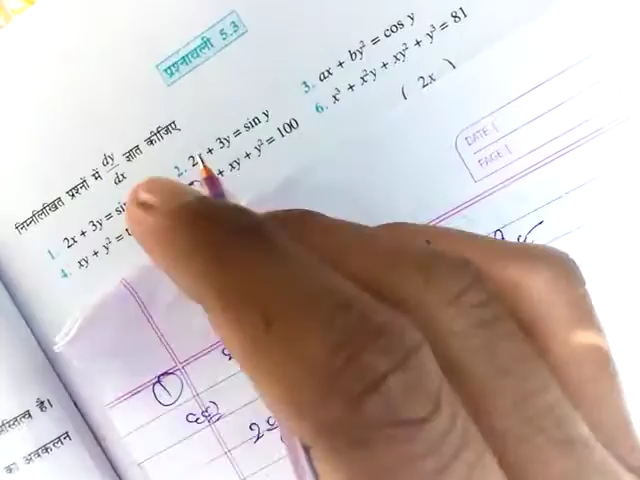 प्रश्नावली 5.3
निम्नलिखित प्रश्नों में dy/dx ज्ञात कीजिए
1. 2x + 3y = sin
2. 2x + 3y = sin y
3. ax + by² = cos y
4. xy + y² =
+ xy + y² = 100
6. x³ + x²y + xy² + y³ = 81
( 2x )
DATE
PAGE
①
है।
का अवकलन